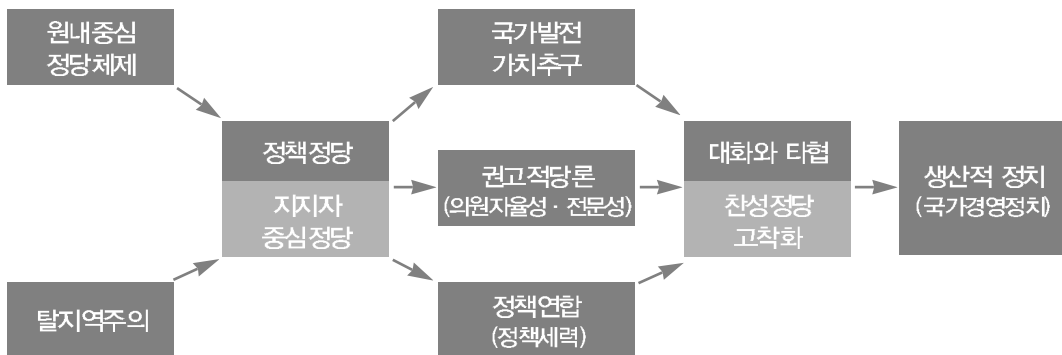 원내중심
정당체제
탈지역주의
정책정당
지지자
중심정당
국가발전
가치추구
권고적당론
(의원자율성 · 전문성)
정책연합
(정책세력)
대화와 타협
찬성정당
고착화
생산적 정치
(국가경영정치)